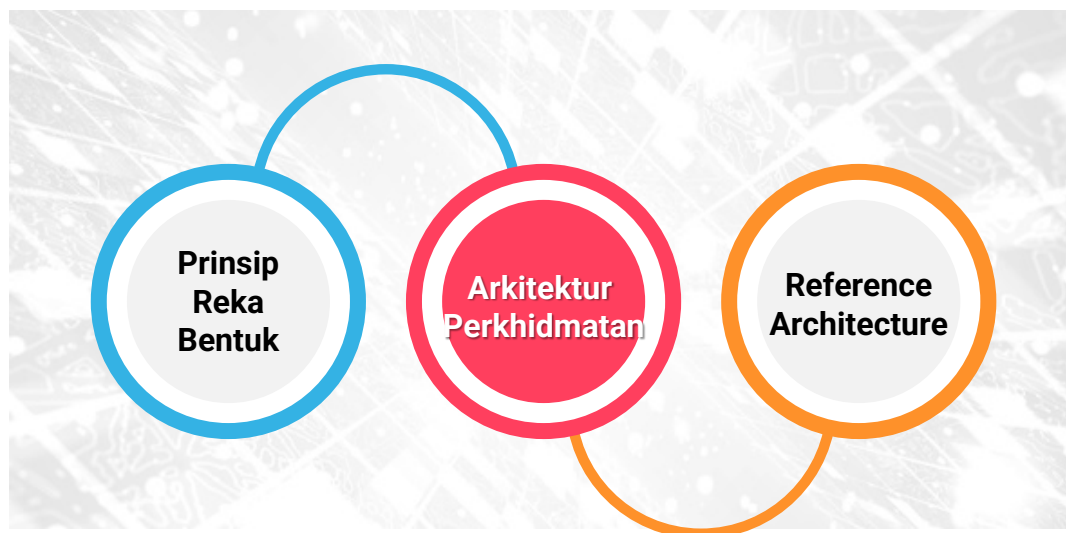 Prinsip
Reka
Bentuk
Arkitektur
Perkhidmatan
Reference
Architecture